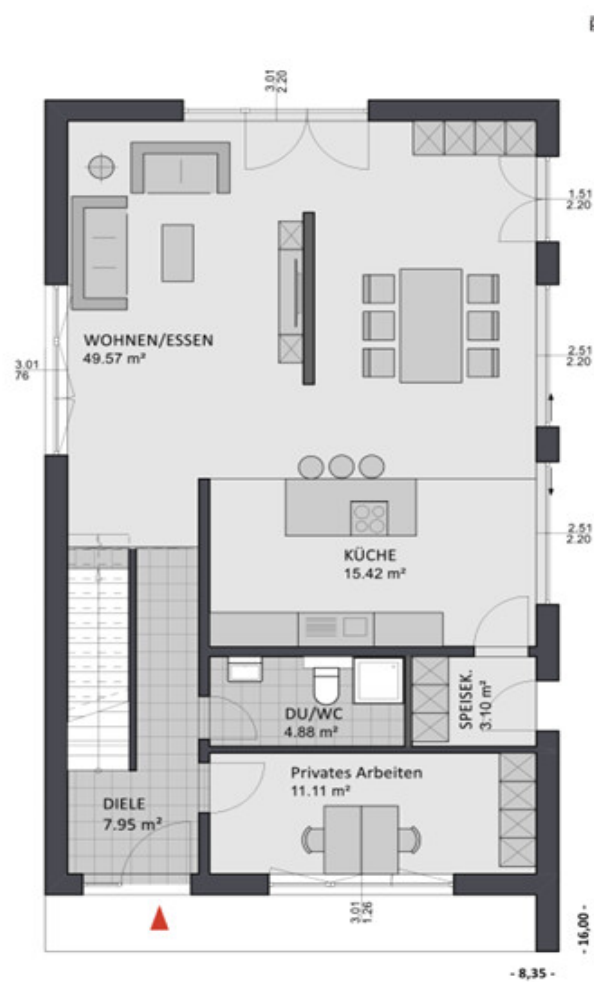 3.01
2.20
1.51
2.20
WOHNEN/ESSEN
49.57 m²
3.01
76
2.51
2.20
2.51
2.20
KÜCHE
15.42 m²
DU/WC
4.88 m²
SPEISEK.
3.10 m²
Privates Arbeiten
11.11 m²
DIELE
7.95 m²
3.01
1.26
- 16,00 -
- 8,35 -